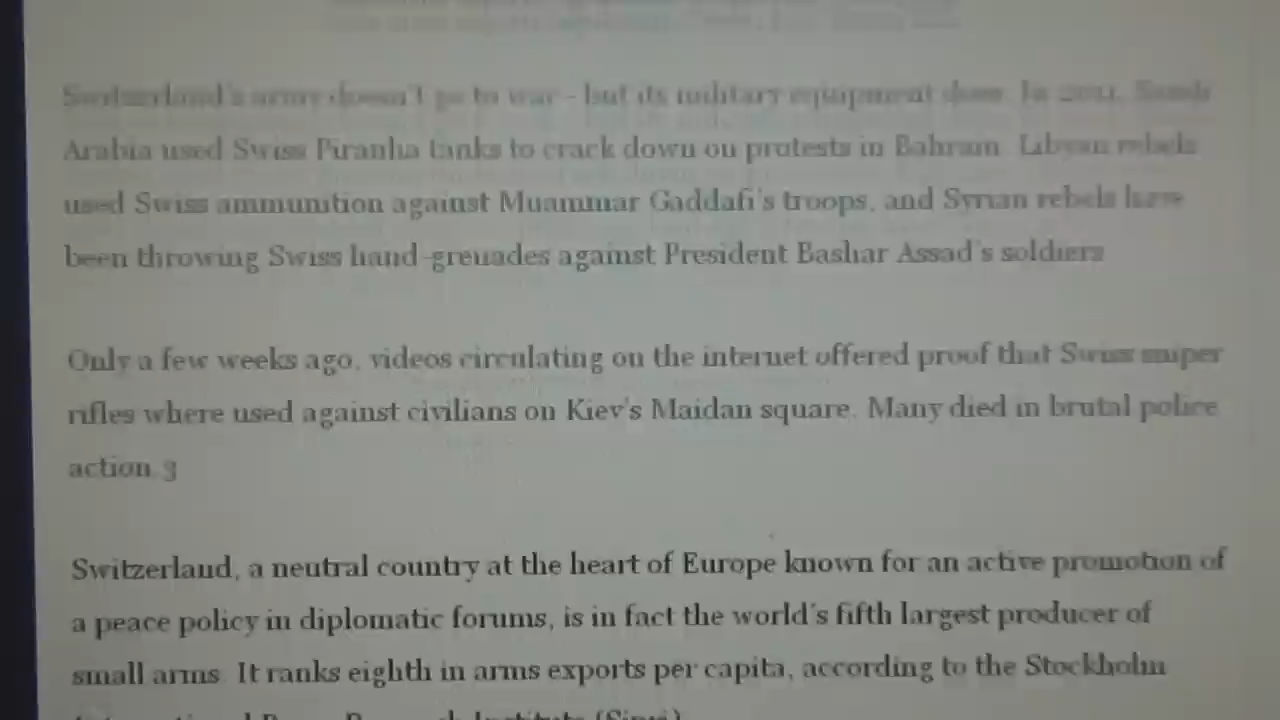 Switzerland's army doesn't go to war - but its military equipment does. In 2011, Saudi
Arabia used Swiss Piranha tanks to crack down on protests in Bahrain. Libyan rebels
used Swiss ammunition against Muammar Gaddafi's troops, and Syrian rebels have
been throwing Swiss hand-grenades against President Bashar Assad's soldiers
Only a few weeks ago, videos circulating on the internet offered proof that Swiss sniper
rifles where used against civilians on Kiev's Maidan square. Many died in brutal police
action.3
Switzerland, a neutral country at the heart of Europe known for an active promotion of
a peace policy in diplomatic forums, is in fact the world's fifth largest producer of
small arms. It ranks eighth in arms exports per capita, according to the Stockholm
Institute (Sipri)